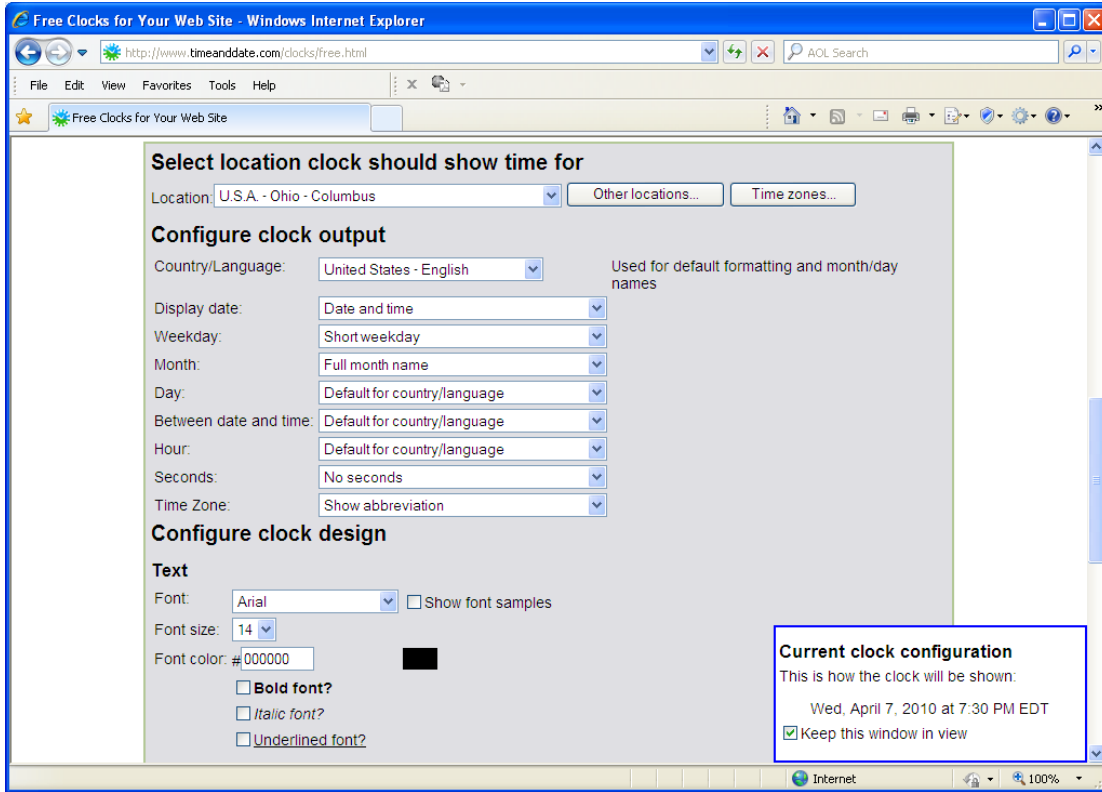 Free Clocks for Your Web Site - Windows Internet Explorer
http://www.timeanddate.com/clocks/free.html
AOL Search
File Edit View Favorites Tools Help
Free Clocks for Your Web Site
Select location clock should show time for
Location: U.S.A. - Ohio - Columbus Other locations... Time zones...
Configure clock output
Country/Language: United States - English Used for default formatting and month/day
names
Display date: Date and time
Weekday: Short weekday
Month: Full month name
Day: Default for country/language
Between date and time: Default for country/language
Hour: Default for country/language
Seconds: No seconds
Time Zone: Show abbreviation
Configure clock design
Text
Font: Arial Show font samples
Font size: 14
Font color: #000000
Bold font?
Italic font?
Underlined font?
Current clock configuration
This is how the clock will be shown:
Wed, April 7, 2010 at 7:30 PM EDT
Keep this window in view
Internet 100%